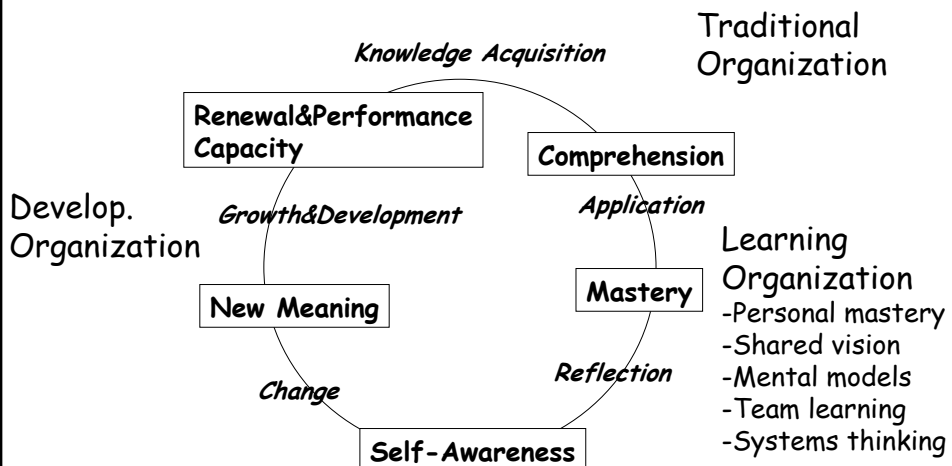 Traditional
Organization
Knowledge Acquisition
Renewal&Performance
Capacity
Comprehension
Develop.
Organization
Growth&Development
Application
Learning
Organization
-Personal mastery
-Shared vision
-Mental models
-Team learning
-Systems thinking
Mastery
New Meaning
Reflection
Change
Self-Awareness